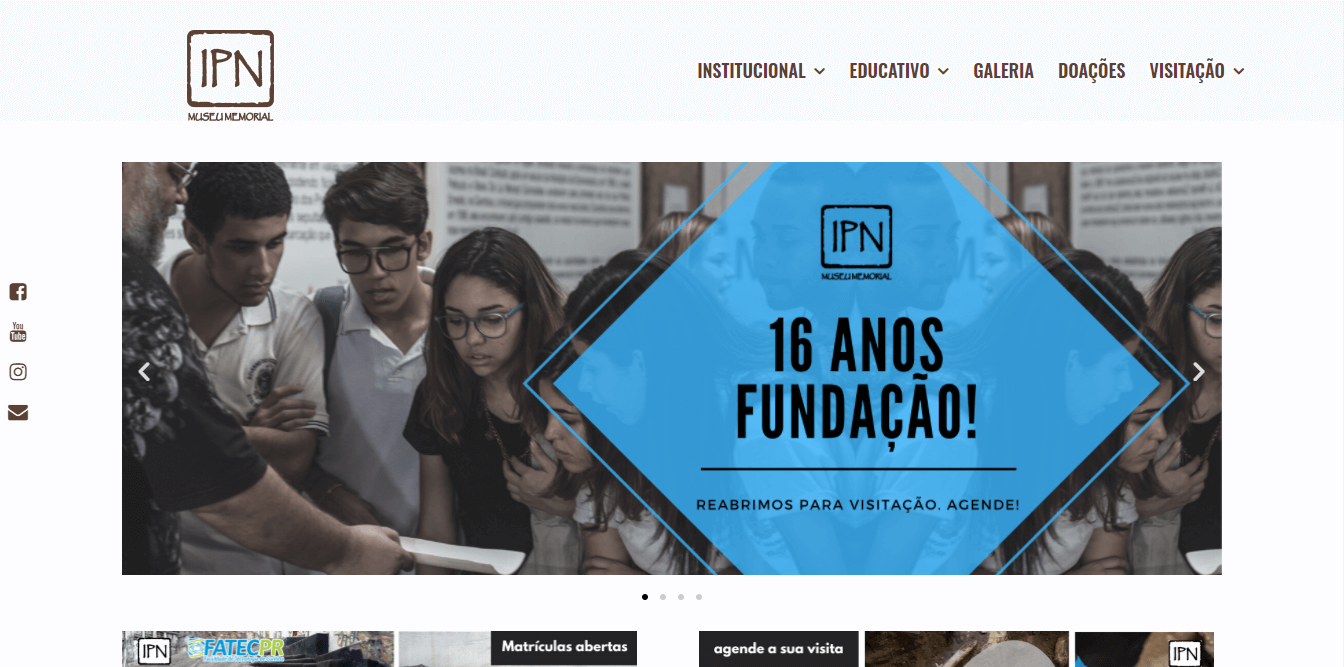 IPN
MUSEU MEMORIAL
INSTITUCIONAL
EDUCATIVO
GALERIA
DOAÇÕES
VISITAÇÃO
You
Tube
IPN
MUSEU MEMORIAL
16 ANOS
FUNDAÇÃO!
REABRIMOS PARA VISITAÇÃO. AGENDE!
IPN
FATECPR
Matrículas abertas
agende a sua visita
IPN